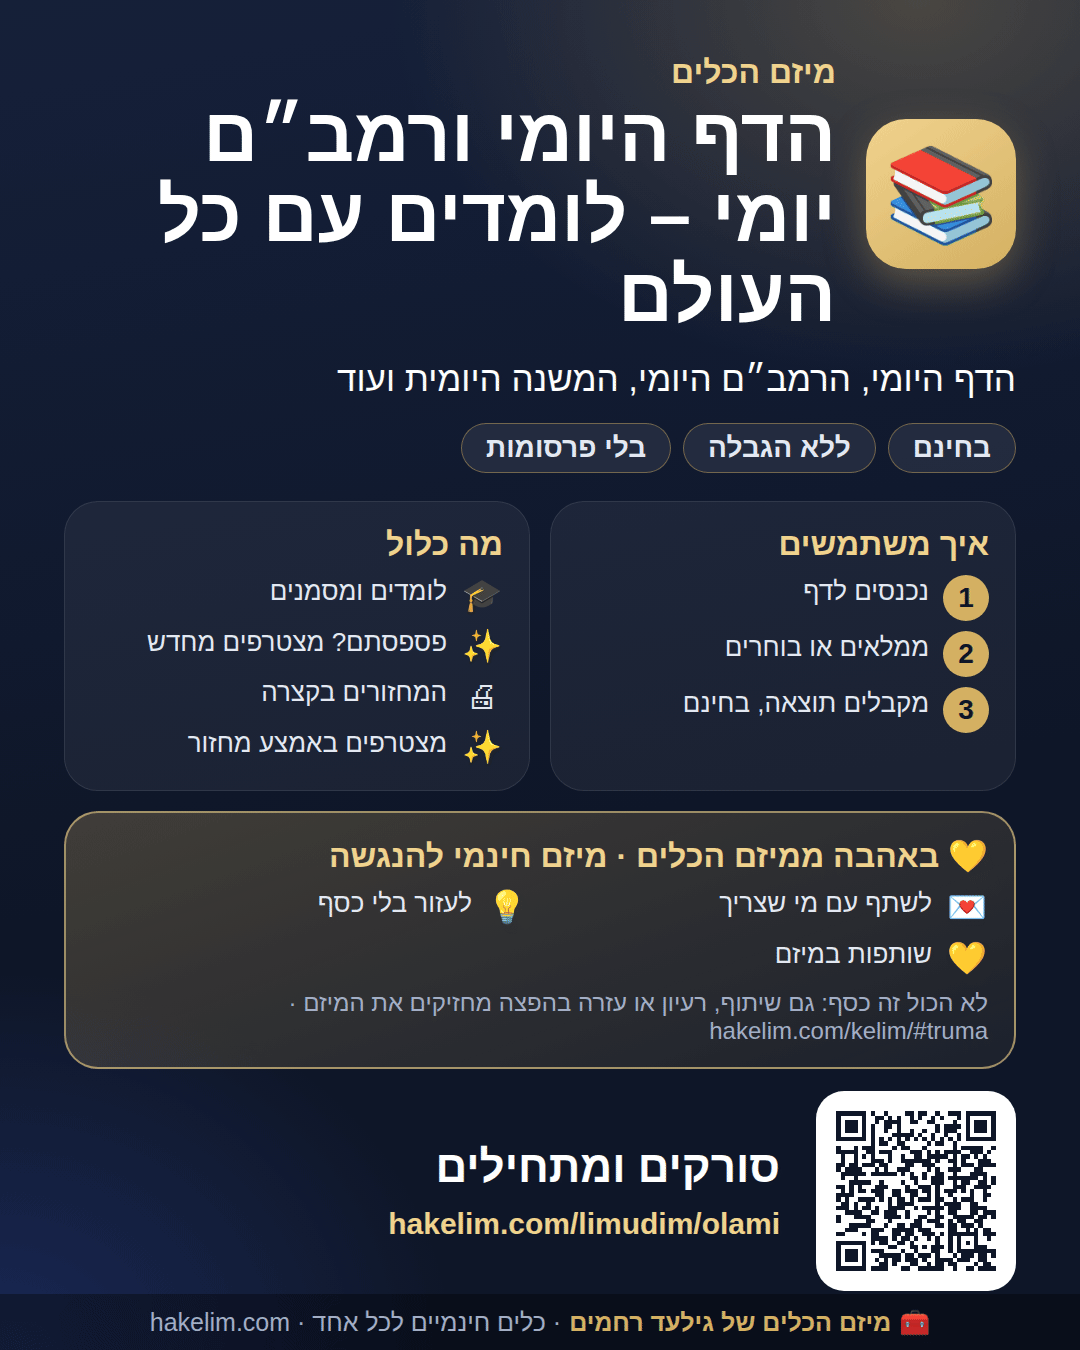 מיזם הכלים
הדף היומי ורמב״ם
יומי – לומדים עם כל
העולם
הדף היומי, הרמב״ם היומי, המשנה היומית ועוד
בחינם
ללא הגבלה
בלי פרסומות
איך משתמשים
1 נכנסים לדף
2 ממלאים או בוחרים
3 מקבלים תוצאה, בחינם
מה כלול
לומדים ומסמנים
פספסתם? מצטרפים מחדש
המחזורים בקצרה
מצטרפים באמצע מחזור
באהבה ממיזם הכלים · מיזם חינמי להנגשה
לשתף עם מי שצריך
לעזור בלי כסף
שותפות במיזם
לא הכול זה כסף: גם שיתוף, רעיון או עזרה בהפצה מחזיקים את המיזם ·
hakelim.com/kelim/#truma
סורקים ומתחילים
hakelim.com/limudim/olami
מיזם הכלים של גילעד רחמים · כלים חינמיים לכל אחד · hakelim.com